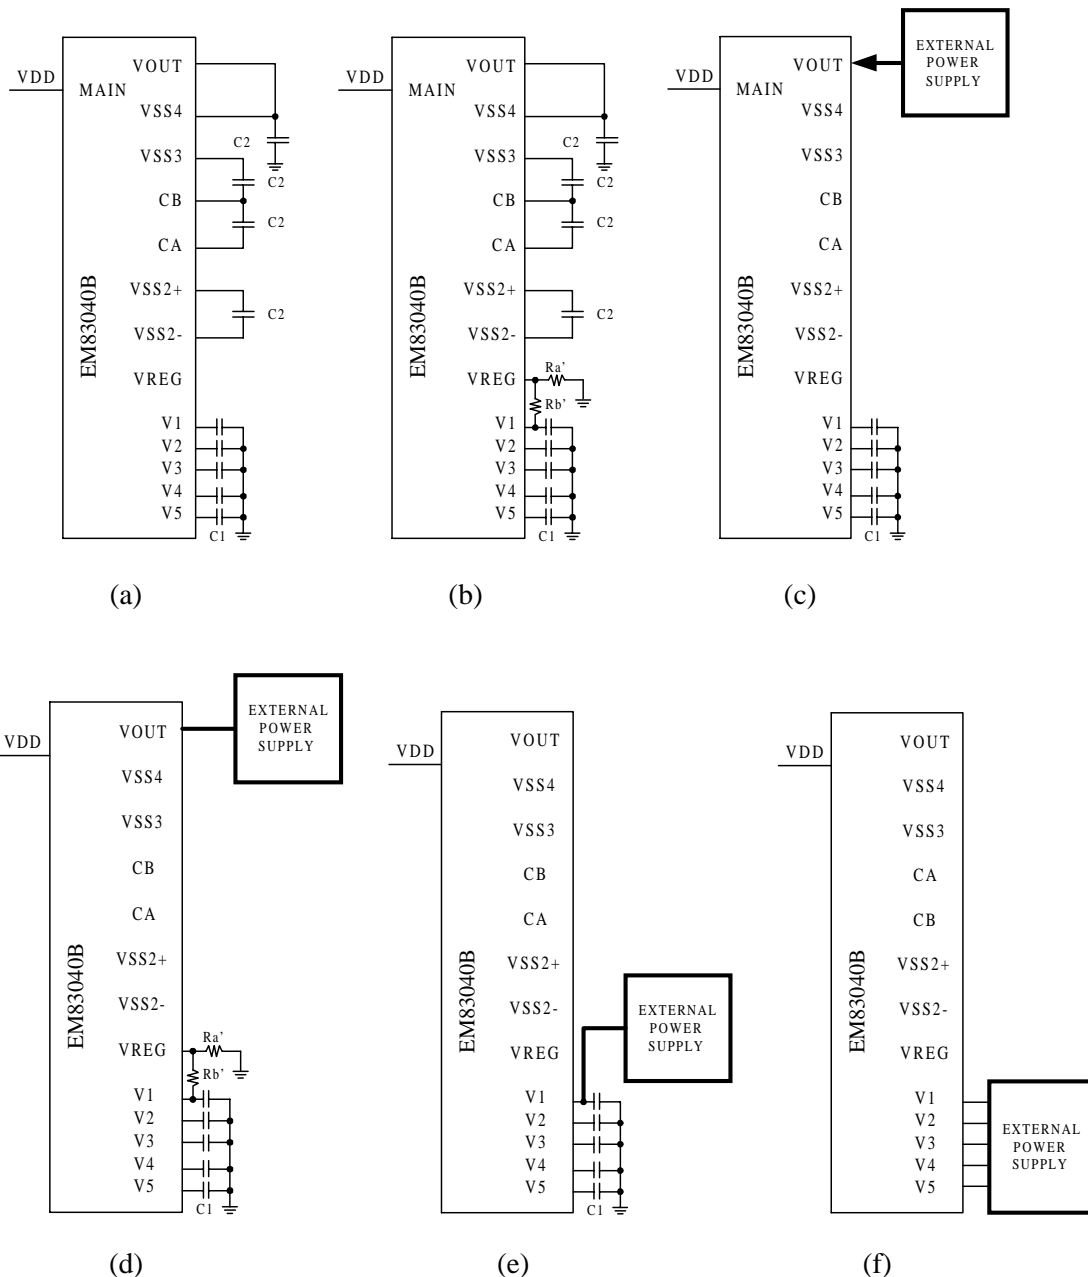 VDD
MAIN
EM83040B
VOUT
VSS4
C2
VSS3
C2
CB
C2
CA
VSS2+
C2
VSS2-
VREG
V1
V2
V3
V4
V5
C1
(a)
VDD
MAIN
EM83040B
VOUT
VSS4
C2
VSS3
C2
CB
C2
CA
VSS2+
C2
VSS2-
VREG
Ra'
Rb'
V1
V2
V3
V4
V5
C1
(b)
VDD
MAIN
EM83040B
VOUT
EXTERNAL
POWER
SUPPLY
VSS4
VSS3
CB
CA
VSS2+
VSS2-
VREG
V1
V2
V3
V4
V5
C1
(c)
VDD
EM83040B
VOUT
EXTERNAL
POWER
SUPPLY
VSS4
VSS3
CB
CA
VSS2+
VSS2-
VREG
Ra'
Rb'
V1
V2
V3
V4
V5
C1
(d)
VDD
EM83040B
VOUT
VSS4
VSS3
CB
CA
VSS2+
VSS2-
EXTERNAL
POWER
SUPPLY
VREG
V1
V2
V3
V4
V5
C1
(e)
VDD
EM83040B
VOUT
VSS4
VSS3
CA
CB
VSS2+
VSS2-
VREG
V1
V2
V3
V4
V5
EXTERNAL
POWER
SUPPLY
(f)